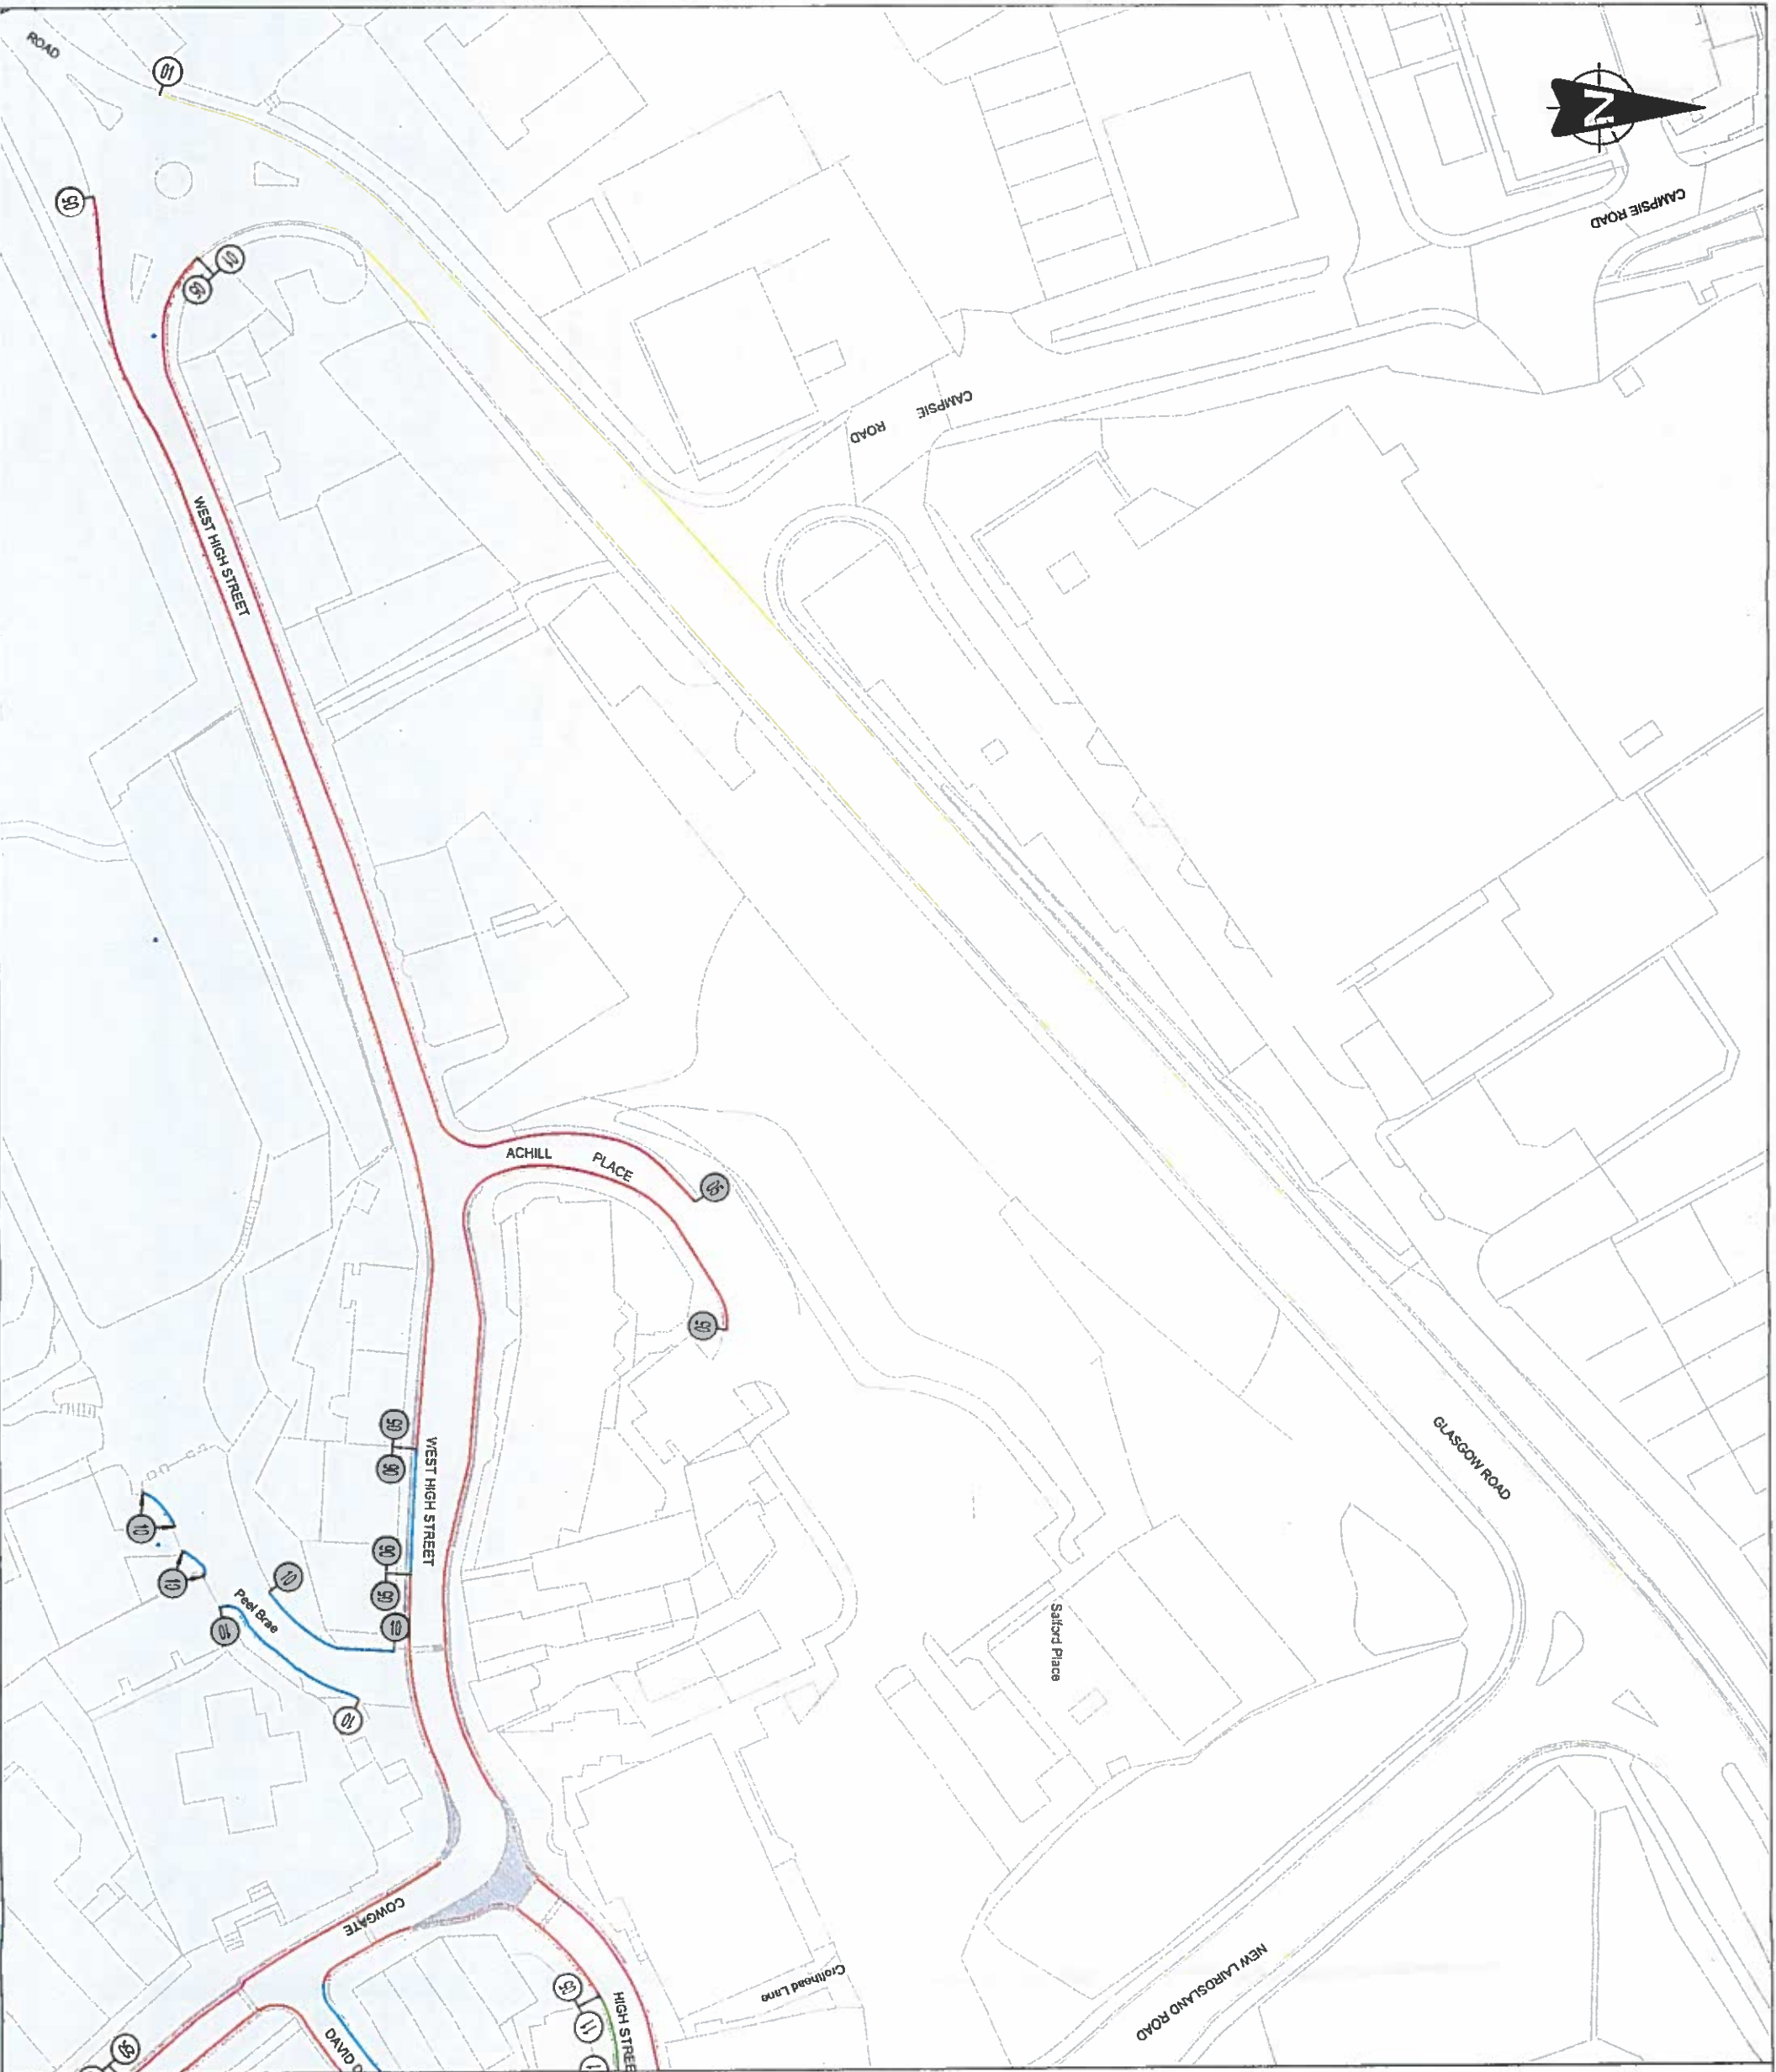 ROAD
01
N
CAMPSIE ROAD
05
01
05
CAMPSIE
ROAD
WEST HIGH STREET
ACHILL
PLACE
05
05
GLASGOW ROAD
05
06
WEST HIGH STREET
10
06
10
10
05
Peel Brae
10
10
Salford Place
10
COWGATE
Crofthead Lane
NEW LAIRDSLAND ROAD
05
11
HIGH STREE
DAVID
05